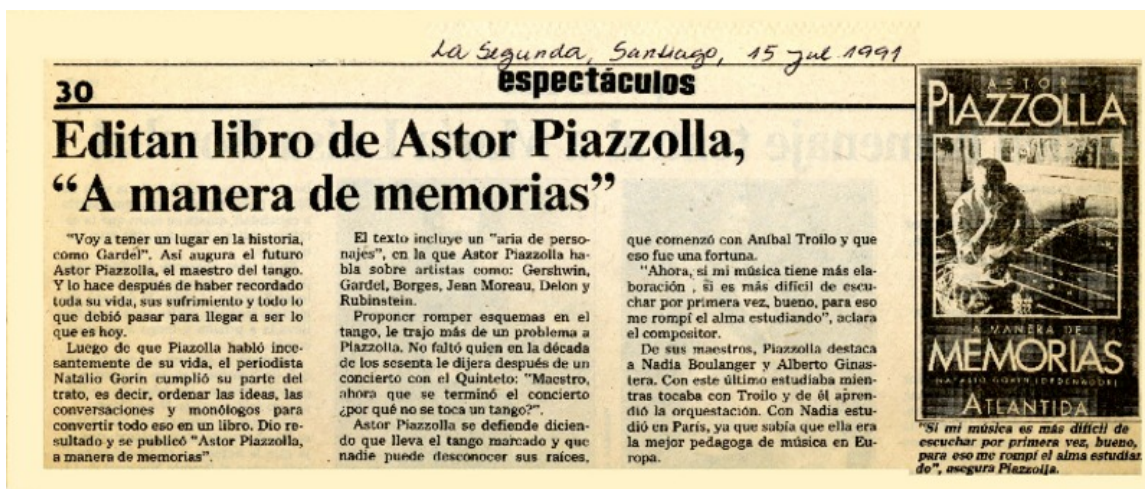 La Segunda, Santiago, 15 jul 1991
espectáculos
30
Editan libro de Astor Piazzolla,
“A manera de memorias”
"Voy a tener un lugar en la historia,
como Gardel". Así augura el futuro
Astor Piazzolla, el maestro del tango.
Y lo hace después de haber recordado
toda su vida, sus sufrimiento y todo lo
que debió pasar para llegar a ser lo
que es hoy.
Luego de que Piazolla habló ince-
santemente de su vida, el periodista
Natalio Gorin cumplió su parte del
trato, es decir, ordenar las ideas, las
conversaciones y monólogos para
convertir todo eso en un libro. Dio re-
sultado y se publicó "Astor Piazzolla,
a manera de memorias".
El texto incluye un "aria de perso-
najes", en la que Astor Piazzolla ha-
bla sobre artistas como: Gershwin,
Gardel, Borges, Jean Moreau, Delon y
Rubinstein.
Proponer romper esquemas en el
tango, le trajo más de un problema a
Piazzolla. No faltó quien en la década
de los sesenta le dijera después de un
concierto con el Quinteto: "Maestro,
ahora que se terminó el concierto
¿por qué no se toca un tango?".
Astor Piazzolla se defiende dicien-
do que lleva el tango marcado y que
nadie puede desconocer sus raíces,
que comenzó con Aníbal Troilo y que
eso fue una fortuna.
"Ahora, si mi música tiene más ela-
boración , si es más difícil de escu-
char por primera vez, bueno, para eso
me rompí el alma estudiando", aclara
el compositor.
De sus maestros, Piazzolla destaca
a Nadia Boulanger y Alberto Ginas-
tera. Con este último estudiaba mien-
tras tocaba con Troilo y de él apren-
dió la orquestación. Con Nadia estu-
dió en París, ya que sabía que ella era
la mejor pedagoga de música en Eu-
ropa.
ASTOR
PIAZZOLLA
A MANERA DE
MEMORIAS
NATALIO GORIN (ORDENADOR)
ATLANTIDA
"Si mi música es más difícil de
escuchar por primera vez, bueno,
para eso me rompí el alma estudian
do", asegura Piazzolla.